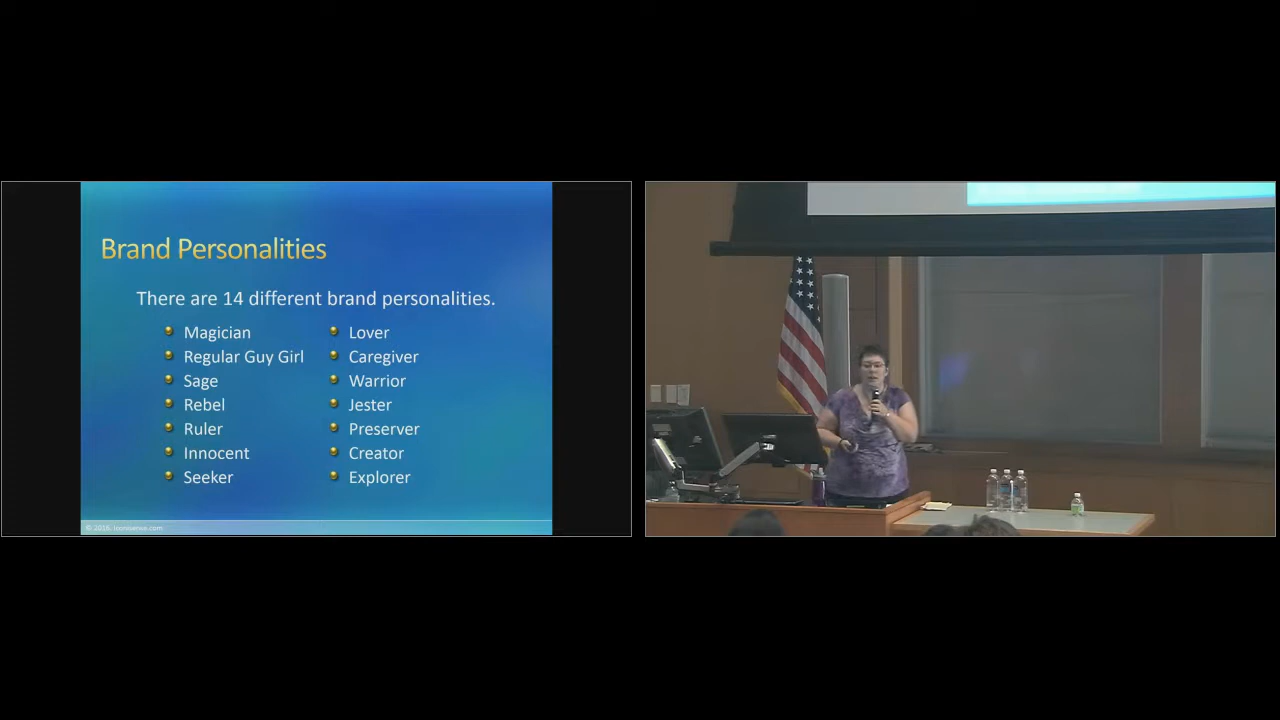 Brand Personalities
There are 14 different brand personalities.
Magician
Regular Guy Girl
Sage
Rebel
Ruler
Innocent
Seeker
Lover
Caregiver
Warrior
Jester
Preserver
Creator
Explorer